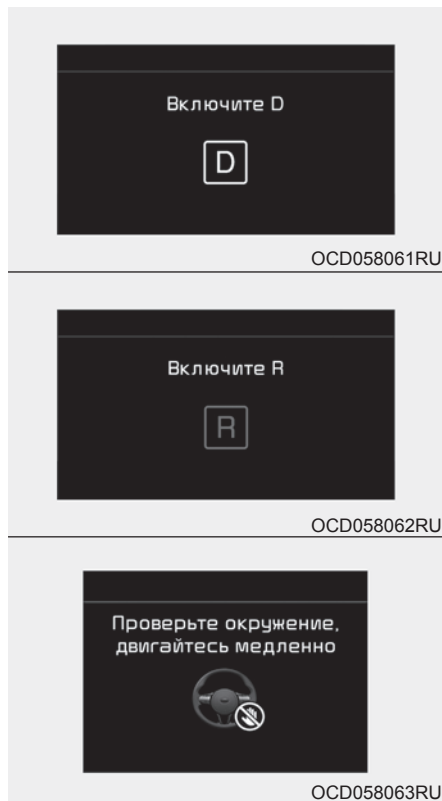 Включите D
D
OCD058061RU
Включите R
R
OCD058062RU
Проверьте окружение,
двигайтесь медленно
OCD058063RU